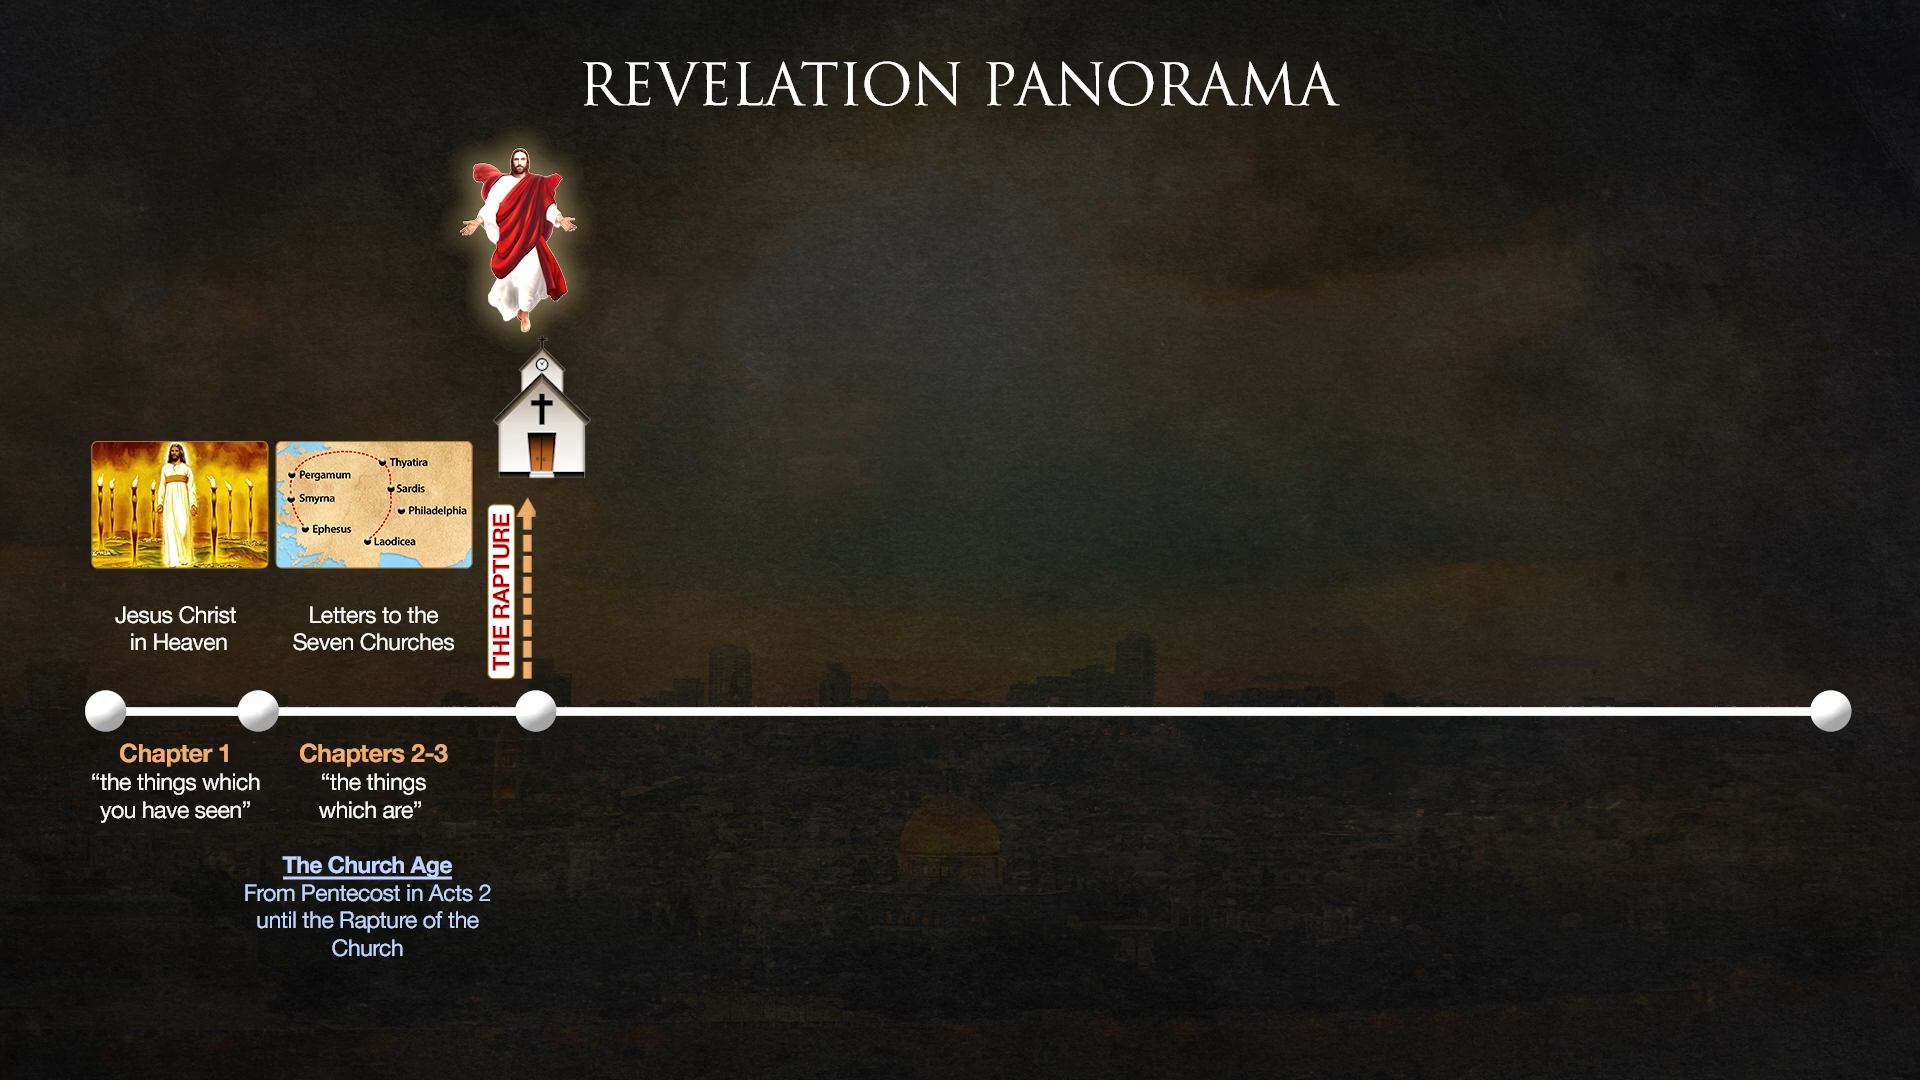 REVELATION PANORAMA
Thyatira
Pergamum
Sardis
Smyrna
Philadelphia
Ephesus
Laodicea
THE RAPTURE
Jesus Christ
in Heaven
Letters to the
Seven Churches
Chapter 1
“the things which
you have seen”
Chapters 2-3
“the things
which are”
The Church Age
From Pentecost in Acts 2
until the Rapture of the
Church